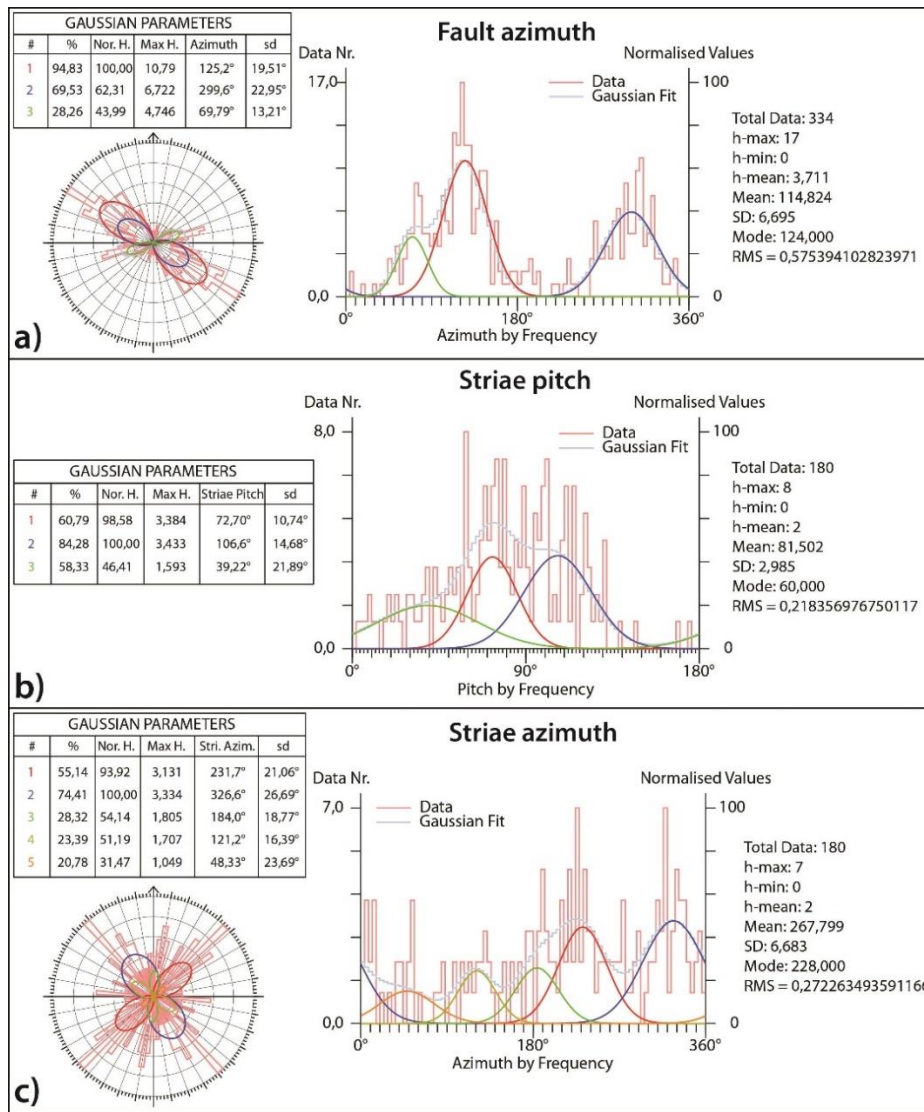 GAUSSIAN PARAMETERS
# % Nor. H. Max H. Azimuth sd
1 94,83 100,00 10,79 125,2° 19,51°
2 69,53 62,31 6,722 299,6° 22,95°
3 28,26 43,99 4,746 69,79° 13,21°
Fault azimuth
Data Nr. Normalised Values
17,0 100
Data
Gaussian Fit
0,0 0
0° 180° 360°
Azimuth by Frequency
Total Data: 334
h-max: 17
h-min: 0
h-mean: 3,711
Mean: 114,824
SD: 6,695
Mode: 124,000
RMS = 0,575394102823971
a)
Striae pitch
Data Nr. Normalised Values
8,0 100
Data
Gaussian Fit
GAUSSIAN PARAMETERS
# % Nor. H. Max H. Striae Pitch sd
1 60,79 98,58 3,384 72,70° 10,74°
2 84,28 100,00 3,433 106,6° 14,68°
3 58,33 46,41 1,593 39,22° 21,89°
0,0 0
0° 90° 180°
Pitch by Frequency
Total Data: 180
h-max: 8
h-min: 0
h-mean: 2
Mean: 81,502
SD: 2,985
Mode: 60,000
RMS = 0,218356976750117
b)
GAUSSIAN PARAMETERS
# % Nor. H. Max H. Stri. Azim. sd
1 55,14 93,92 3,131 231,7° 21,06°
2 74,41 100,00 3,334 326,6° 26,69°
3 28,32 54,14 1,805 184,0° 18,77°
4 23,39 51,19 1,707 121,2° 16,39°
5 20,78 31,47 1,049 48,33° 23,69°
Striae azimuth
Data Nr. Normalised Values
7,0 100
Data
Gaussian Fit
0,0 0
0° 180° 360°
Azimuth by Frequency
Total Data: 180
h-max: 7
h-min: 0
h-mean: 2
Mean: 267,799
SD: 6,683
Mode: 228,000
RMS = 0,272263493591166
c)